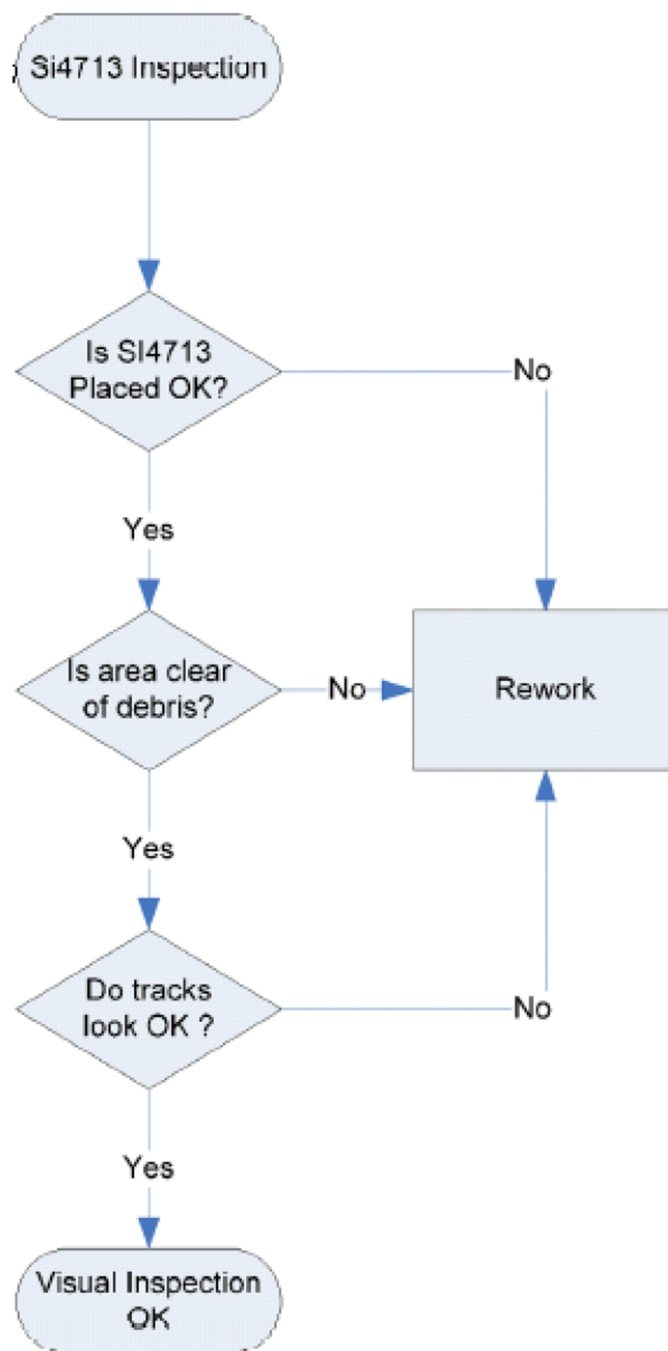 Si4713 Inspection
Is SI4713
Placed OK?
No
Yes
Is area clear
of debris?
No
Rework
Yes
Do tracks
look OK ?
No
Yes
Visual Inspection
OK